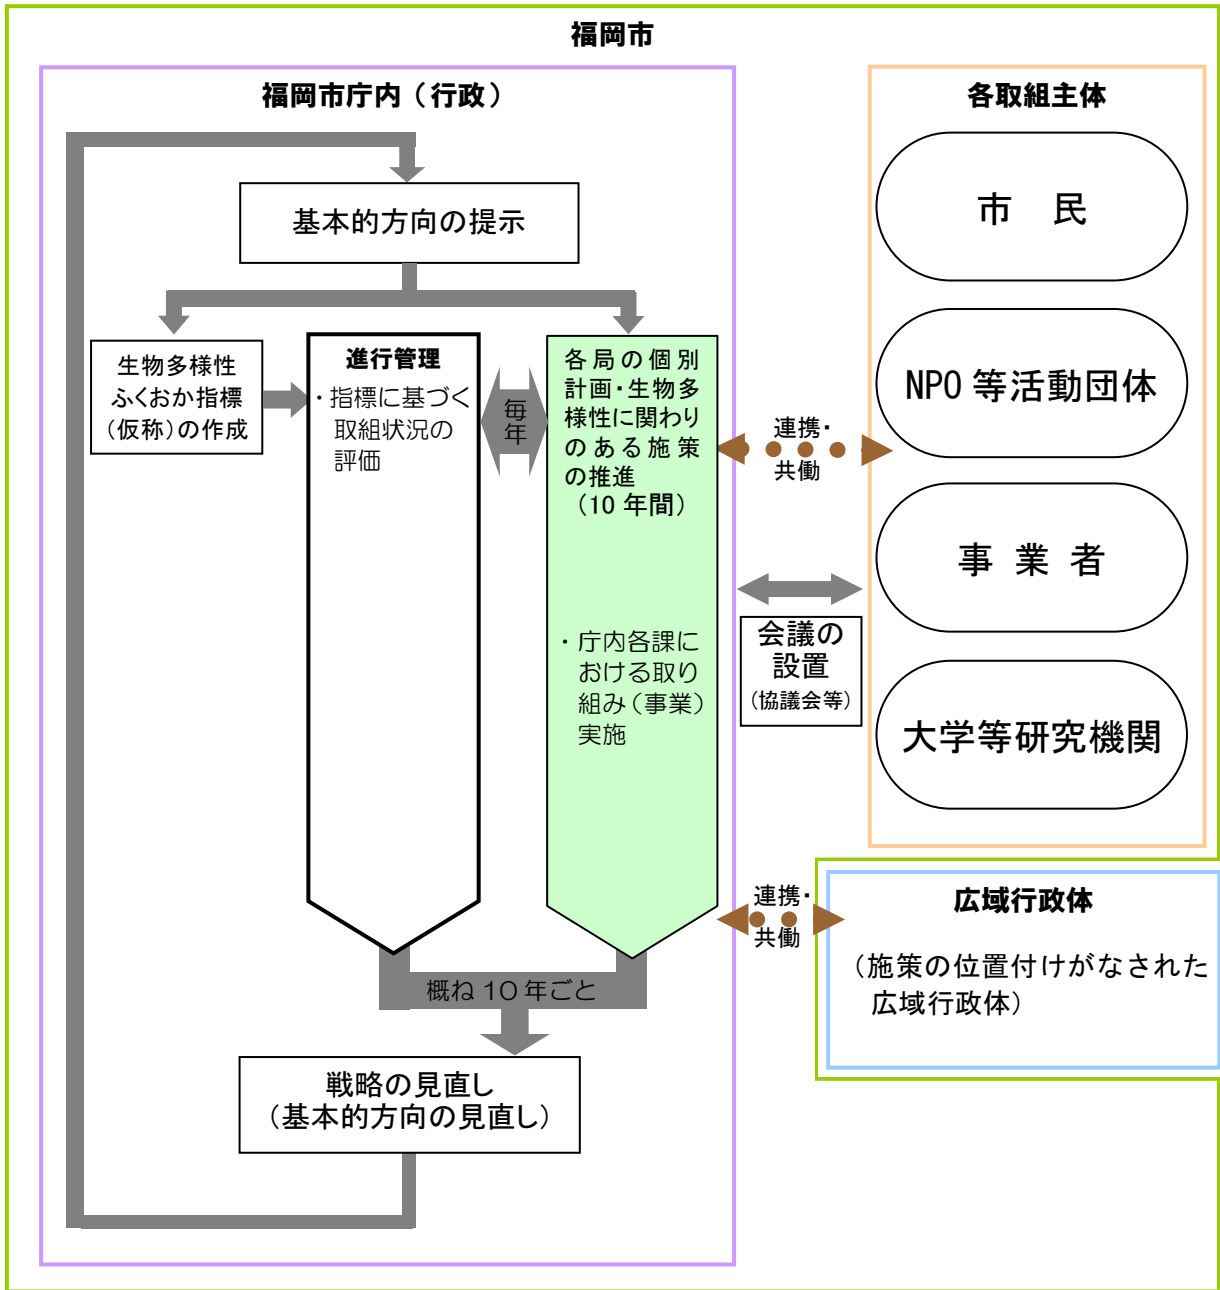 福岡市
福岡市庁内（行政）
基本的方向の提示
生物多様性
ふくおか指標
（仮称）の作成
進行管理
・指標に基づく
取組状況の
評価
毎
年
各局の個別
計画・生物多
様性に関わり
のある施策
の推進
（10年間）
・庁内各課に
おける取り
組み（事業）
実施
概ね10年ごと
戦略の見直し
（基本的方向の見直し）
連携・
共働
会議の
設置
（協議会等）
連携・
共働
各取組主体
市　民
NPO等活動団体
事 業 者
大学等研究機関
広域行政体
（施策の位置付けがなされた
広域行政体）